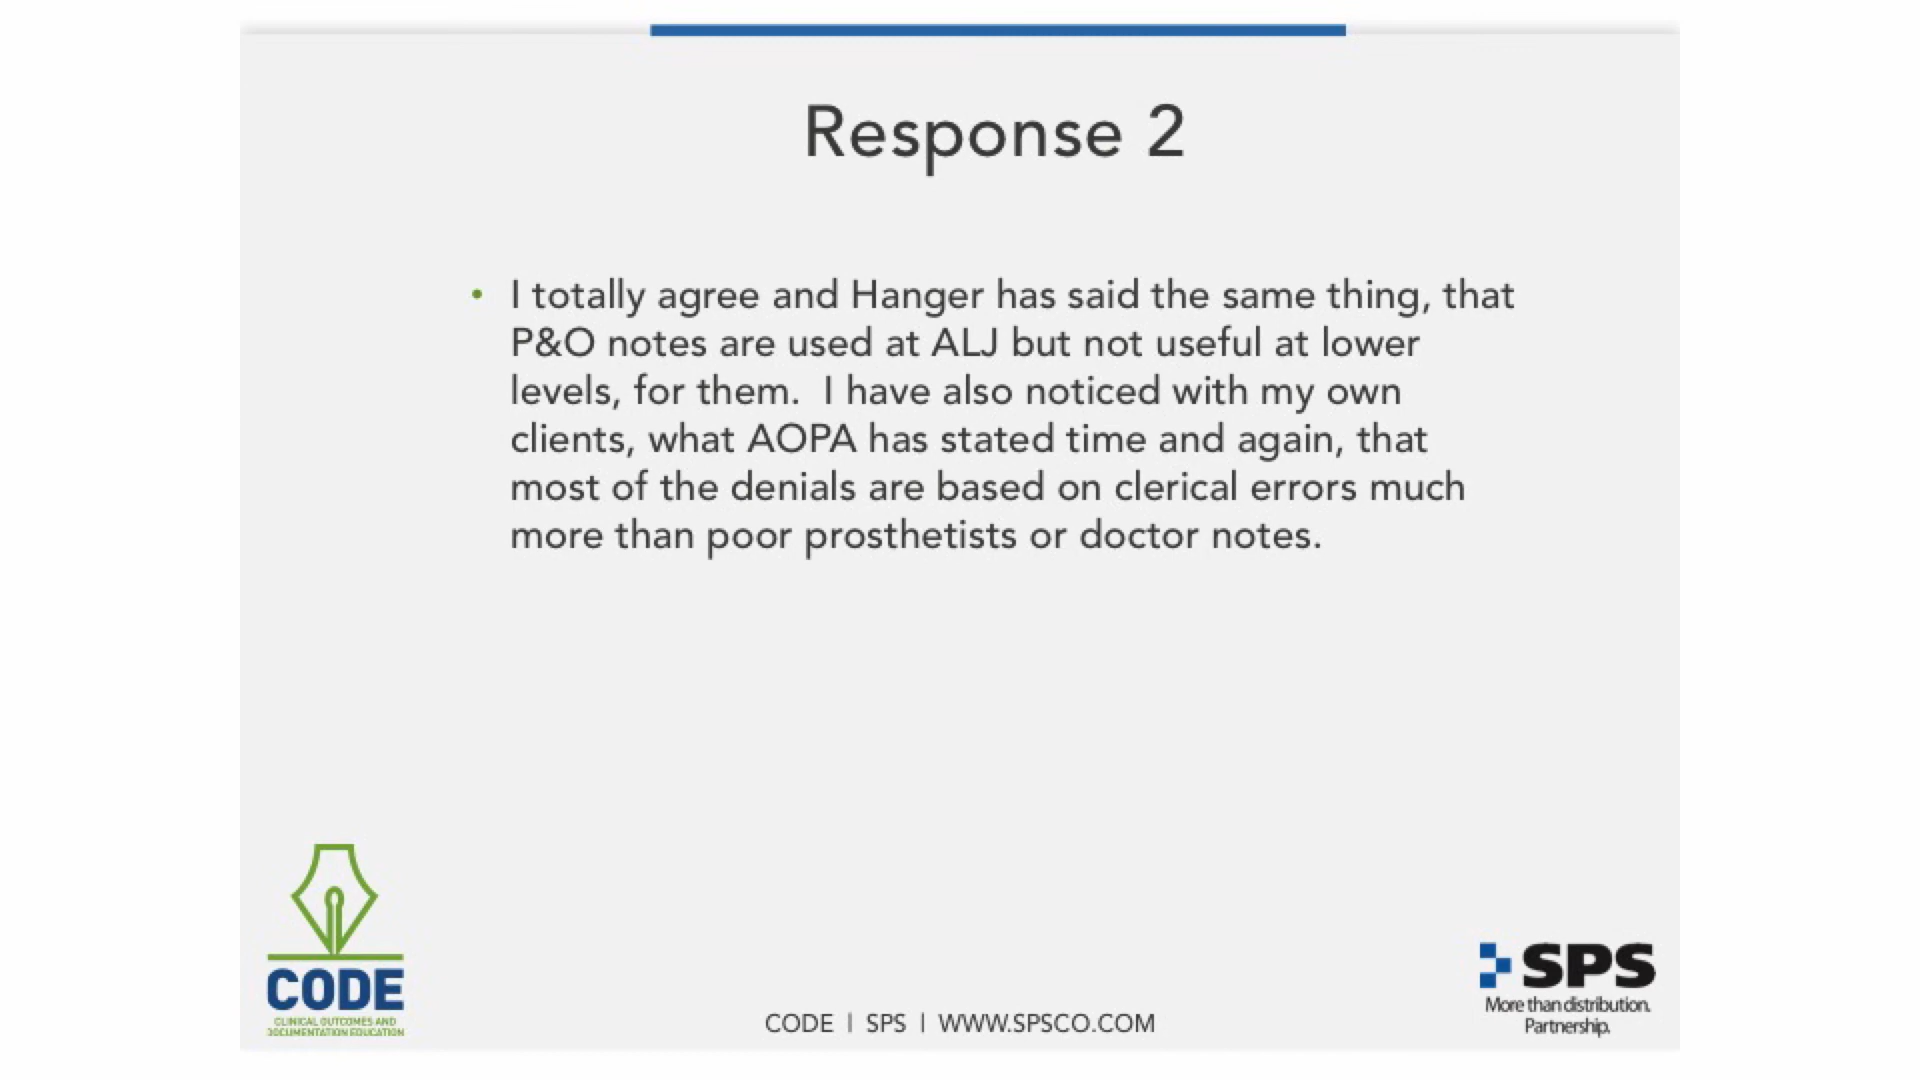 Response 2
• I totally agree and Hanger has said the same thing, that
P&O notes are used at ALJ but not useful at lower
levels, for them.  I have also noticed with my own
clients, what AOPA has stated time and again, that
most of the denials are based on clerical errors much
more than poor prosthetists or doctor notes.
CODE
CLINICAL OUTCOMES AND
DOCUMENTATION EDUCATION
CODE | SPS | WWW.SPSCO.COM
SPS
More than distribution.
Partnership.